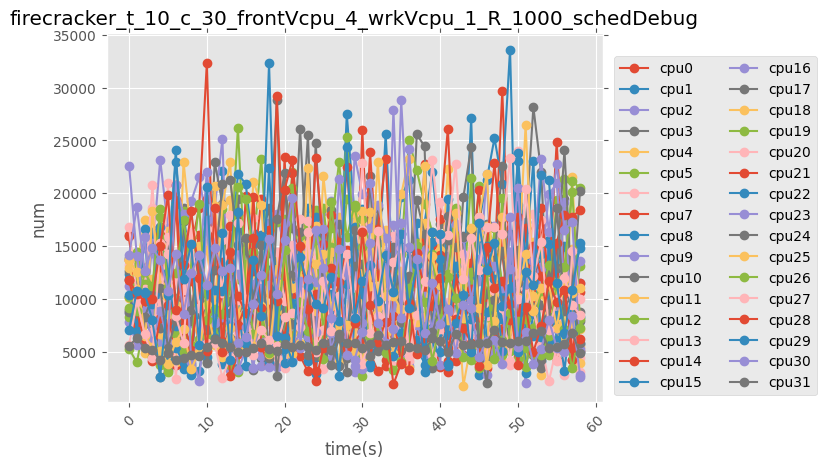 firecracker_t_10_c_30_frontVcpu_4_wrkVcpu_1_R_1000_schedDebug
35000
30000
25000
20000
15000
10000
5000
num
0
10
20
30
40
50
60
time(s)
cpu0
cpu1
cpu2
cpu3
cpu4
cpu5
cpu6
cpu7
cpu8
cpu9
cpu10
cpu11
cpu12
cpu13
cpu14
cpu15
cpu16
cpu17
cpu18
cpu19
cpu20
cpu21
cpu22
cpu23
cpu24
cpu25
cpu26
cpu27
cpu28
cpu29
cpu30
cpu31